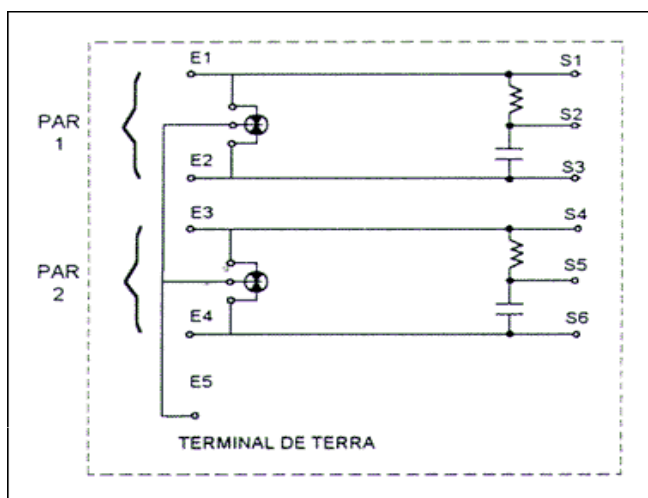 E1
S1
PAR
1
S2
E2
S3
E3
S4
PAR
2
S5
E4
S6
E5
TERMINAL DE TERRA